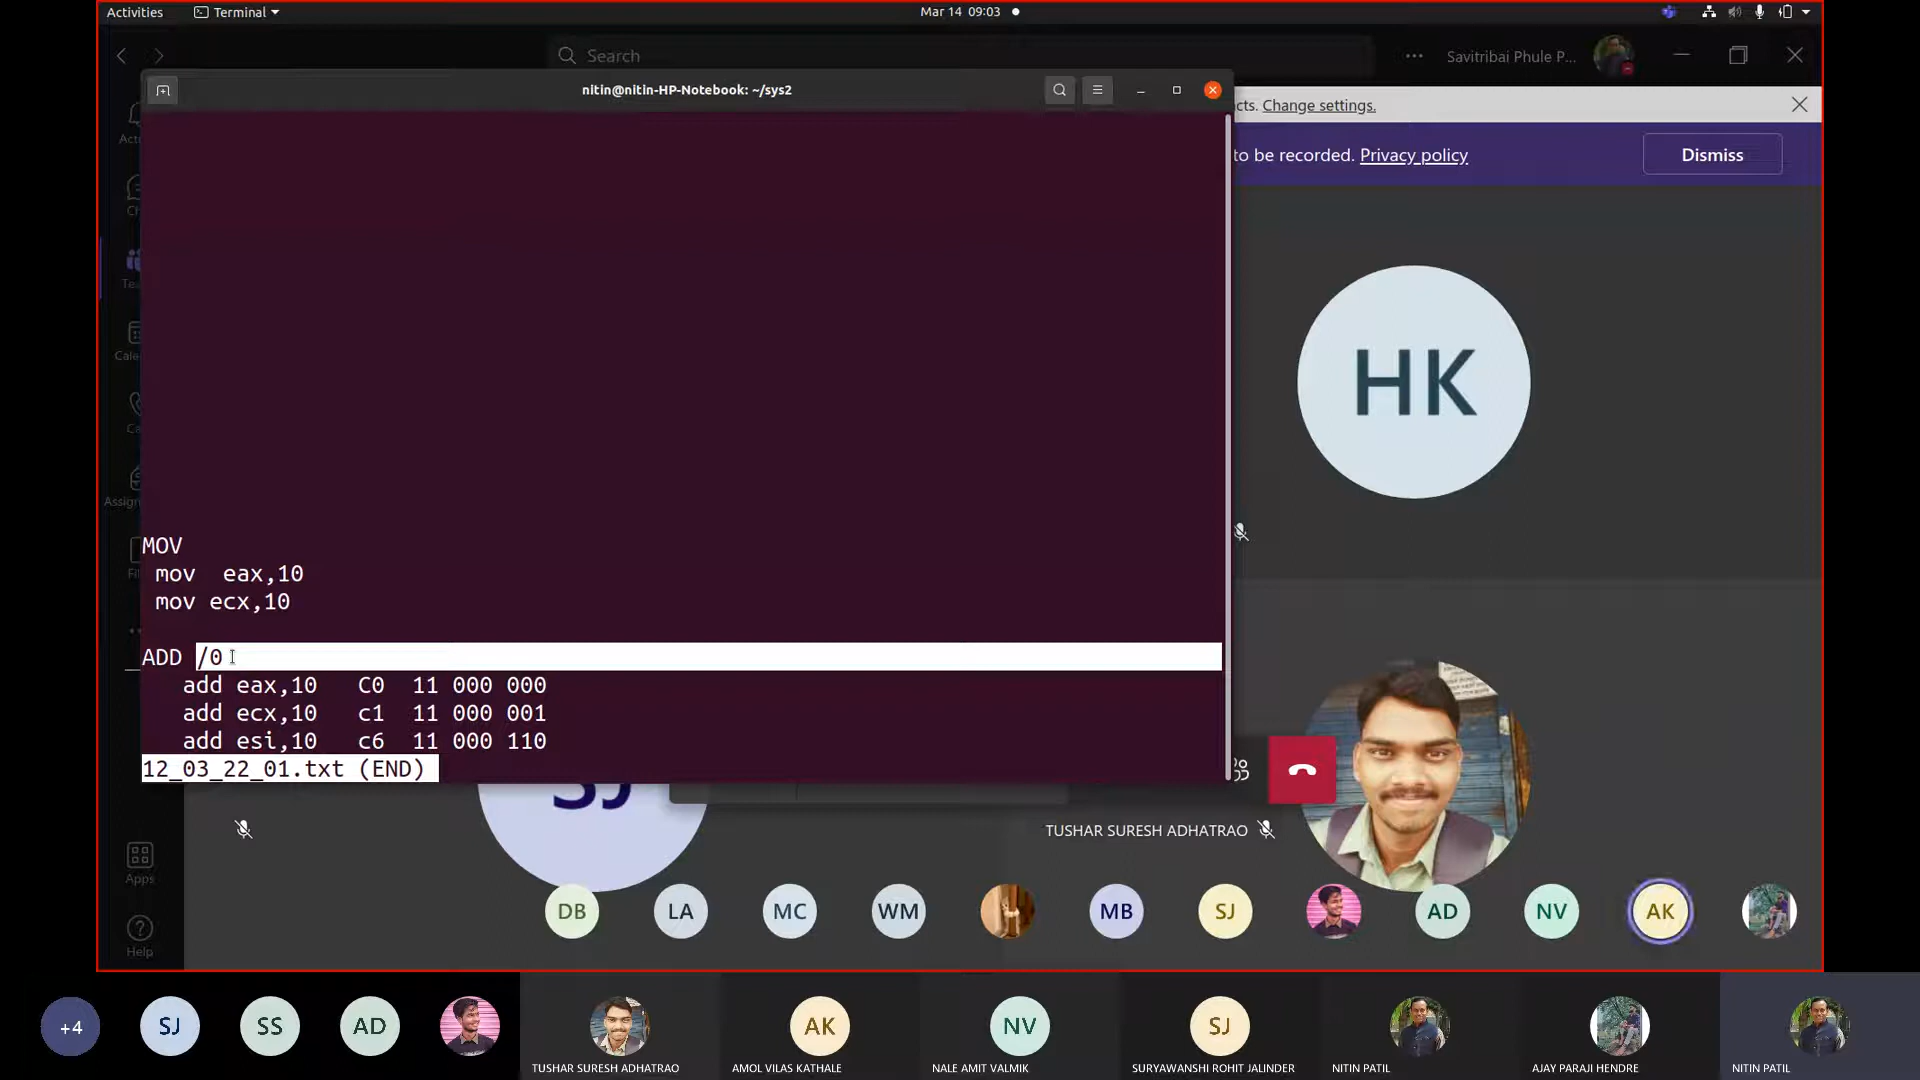 Activities
Terminal
Mar 14 09:03
Search
Savitribai Phule P...
nitin@nitin-HP-Notebook: ~/sys2
cts. Change settings.
to be recorded. Privacy policy
Dismiss
HK
MOV
mov  eax,10
mov ecx,10
ADD /0
add eax,10   C0  11 000 000
add ecx,10   c1  11 000 001
add esi,10   c6  11 000 110
12_03_22_01.txt (END)
SJ
TUSHAR SURESH ADHATRAO
Apps
Help
DB
LA
MC
WM
MB
SJ
AD
NV
AK
+4
SJ
SS
AD
AK
NV
SJ
TUSHAR SURESH ADHATRAO
AMOL VILAS KATHALE
NALE AMIT VALMIK
SURYAWANSHI ROHIT JALINDER
NITIN PATIL
AJAY PARAJI HENDRE
NITIN PATIL